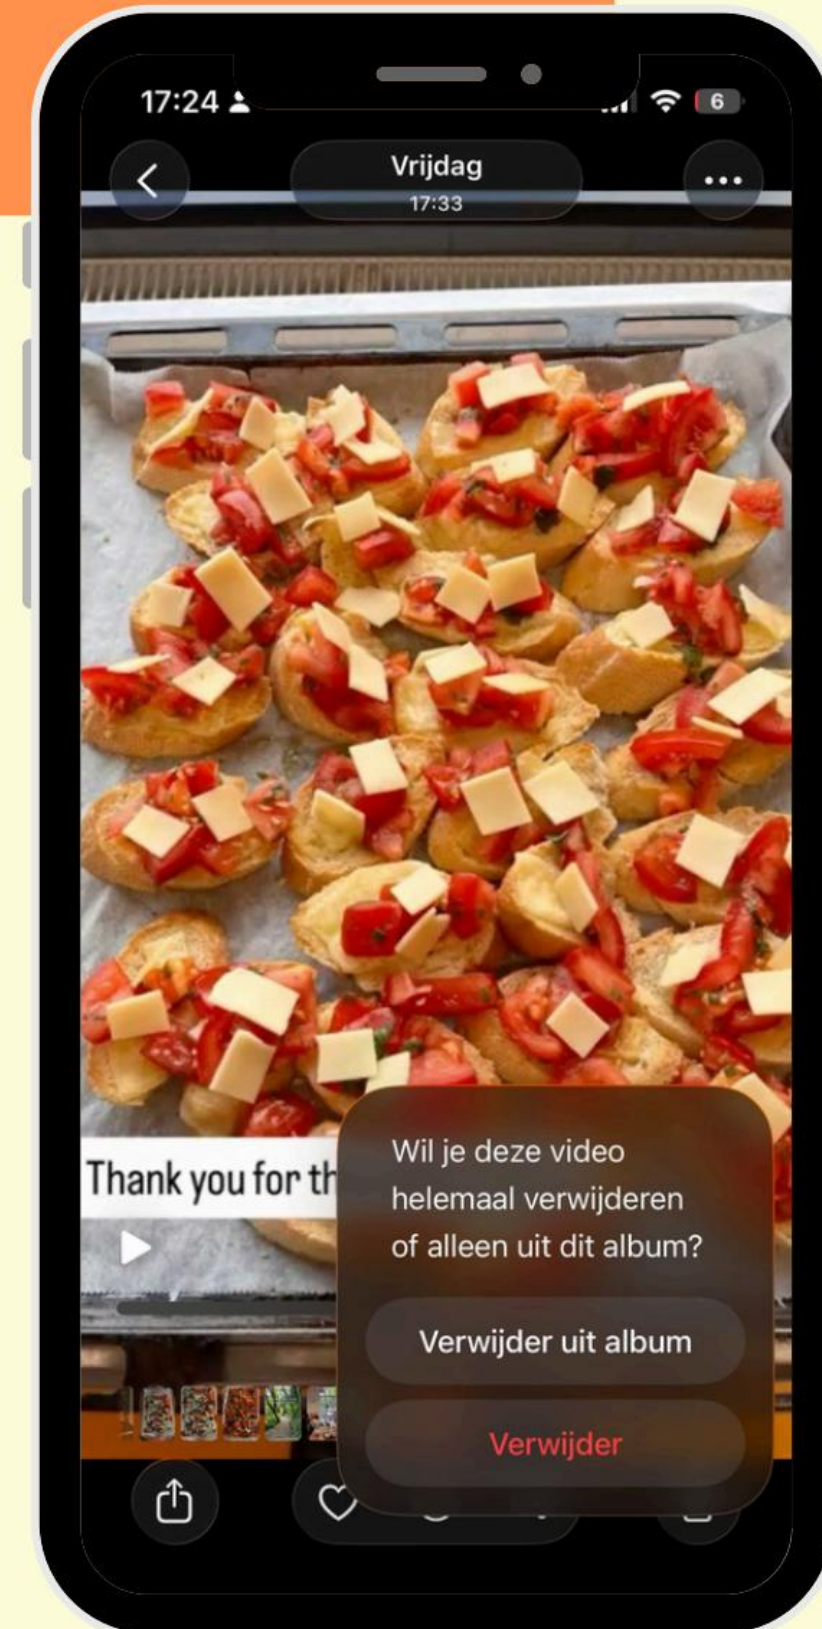 17:24
6
Vrijdag
17:33
Thank you for
Wil je deze video
helemaal verwijderen
of alleen uit dit album?
Verwijder uit album
Verwijder